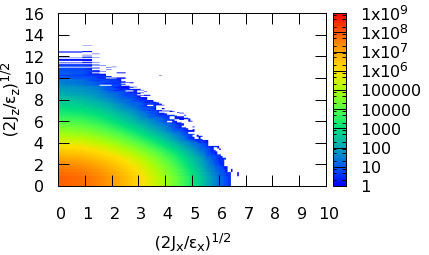 16
14
12
10
8
6
4
2
0
(2J_z/ε_z)^1/2
0 1 2 3 4 5 6 7 8 9 10
(2J_x/ε_x)^1/2
1x10^9
1x10^8
1x10^7
1x10^6
100000
10000
1000
100
10
1